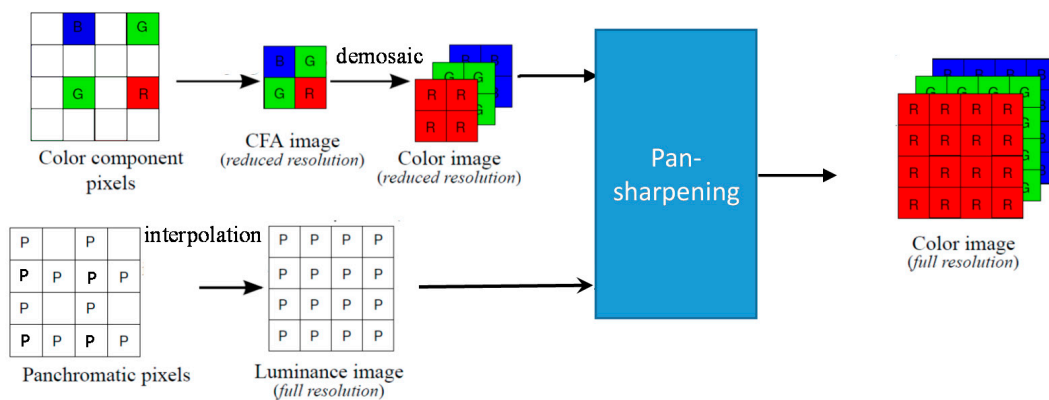 B G
G R
Color component
pixels
B G
G R
CFA image
(reduced resolution)
demosaic
B B
B
G G
G
R R
R R
Color image
(reduced resolution)
P P
P P P P
P P
P P P P
Panchromatic pixels
interpolation
P P P P
P P P P
P P P P
P P P P
Luminance image
(full resolution)
Pan-
sharpening
B B B B
B
G G G G
G
G
G
R R R R
R R R R
R R R R
R R R R
Color image
(full resolution)